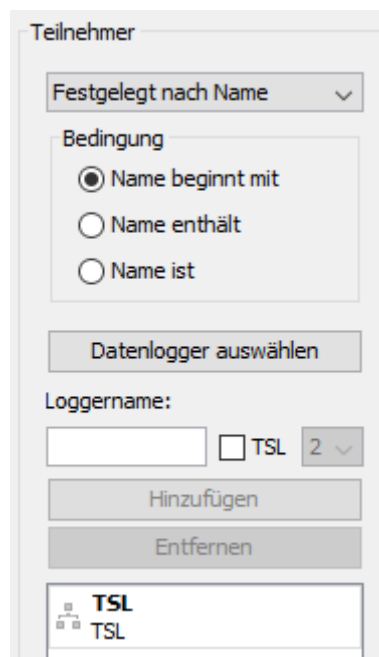 Teilnehmer
Festgelegt nach Name
Bedingung
Name beginnt mit
Name enthält
Name ist
Datenlogger auswählen
Loggername:
TSL 2
Hinzufügen
Entfernen
TSL
TSL